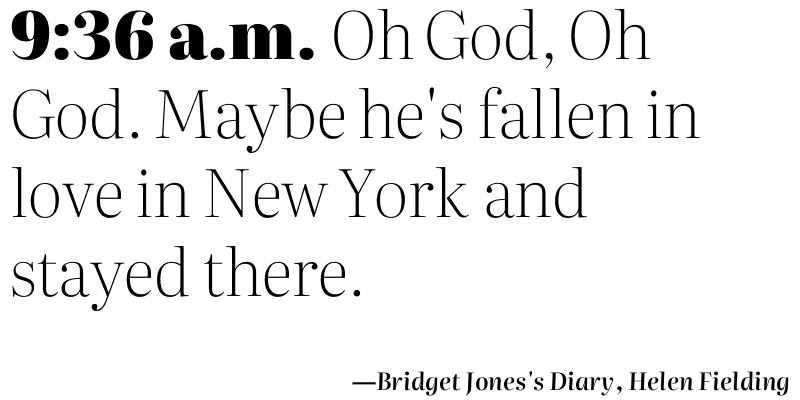 9:36 a.m. Oh God, Oh
God. Maybe he's fallen in
love in New York and
stayed there.
—Bridget Jones's Diary, Helen Fielding